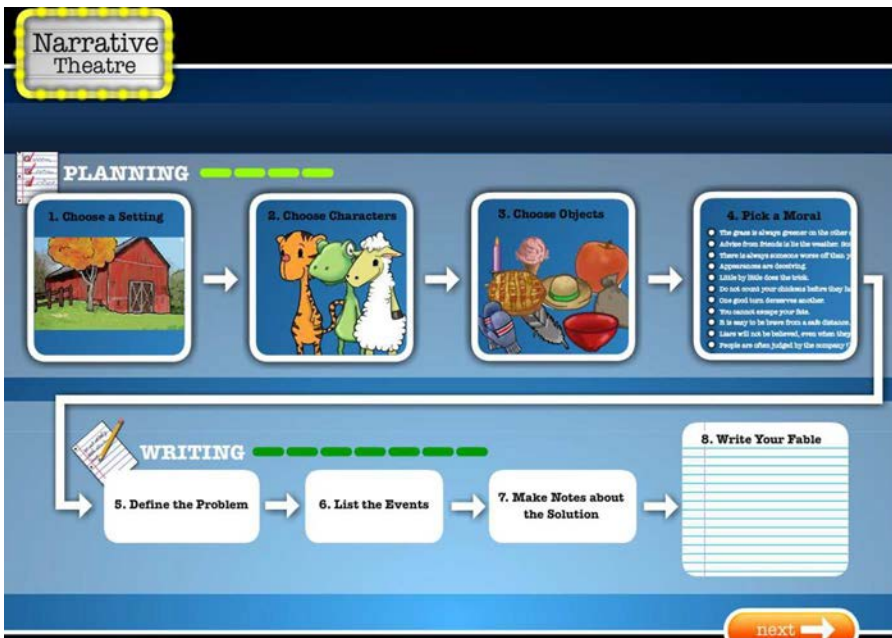 Narrative
Theatre
PLANNING
1. Choose a Setting
2. Choose Characters
3. Choose Objects
4. Pick a Moral
The grass is always greener on the other
Advise from friends is lie the weather.
There is always someone worse off than
Appearances are deceiving.
Little by little does the trick.
Do not count your chickens before they
One good turn demserves another.
You cannot escape your fate.
It is easy to be brave from a safe distance.
Liars will not be believed, even when they
People are often judged by the company
WRITING
5. Define the Problem
6. List the Events
7. Make Notes about
the Solution
8. Write Your Fable
next